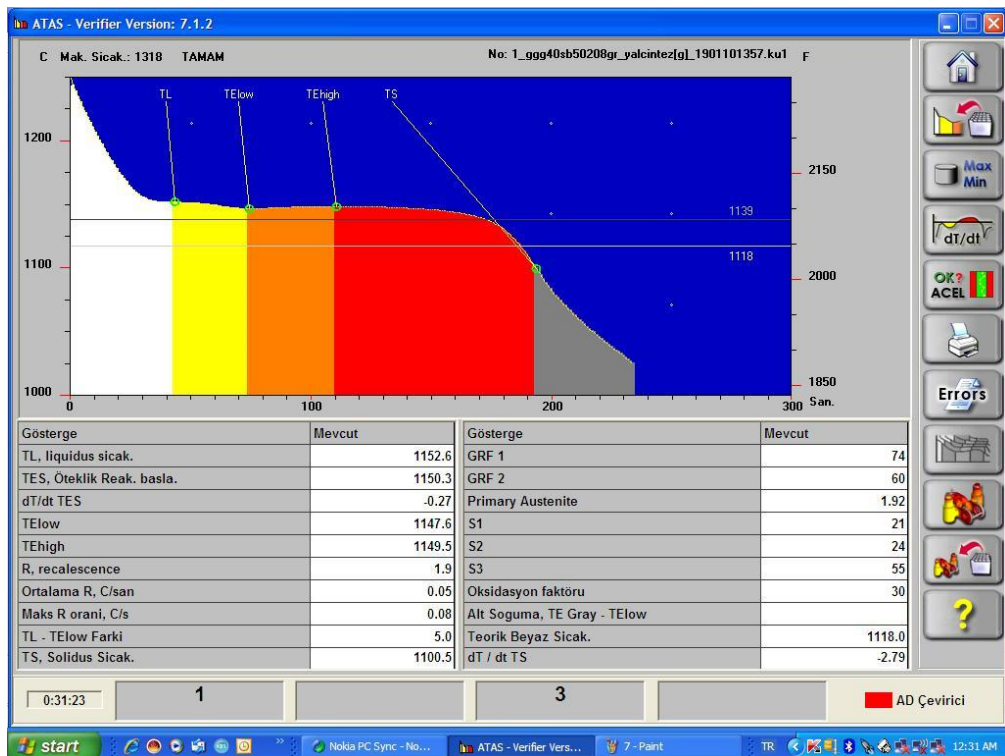 ATAS - Verifier Version: 7.1.2
C Mak. Sicak.: 1318 TAMAM No: 1_ggg40sb50208gr_yalcintez[g]_1901101357.ku1 F
TL TElow TEhigh TS
1200
2150
1139
1118
1100
2000
1000
1850
0 100 200 300 San.
Max
Min
dT/dt
OK?
ACEL
Errors
?
Gösterge Mevcut Gösterge Mevcut
TL, liquidus sicak. 1152.6 GRF 1 74
TES, Öteklik Reak. basla. 1150.3 GRF 2 60
dT/dt TES -0.27 Primary Austenite 1.92
TElow 1147.6 S1 21
TEhigh 1149.5 S2 24
R, recalescence 1.9 S3 55
Ortalama R, C/san 0.05 Oksidasyon faktöru 30
Maks R orani, C/s 0.08 Alt Soguma, TE Gray - TElow
TL - TElow Farki 5.0 Teorik Beyaz Sicak. 1118.0
TS, Solidus Sicak. 1100.5 dT / dt TS -2.79
0:31:23 1 3 AD Çevirici
start Nokia PC Sync - No... ATAS - Verifier Vers... 7 - Paint TR 12:31 AM